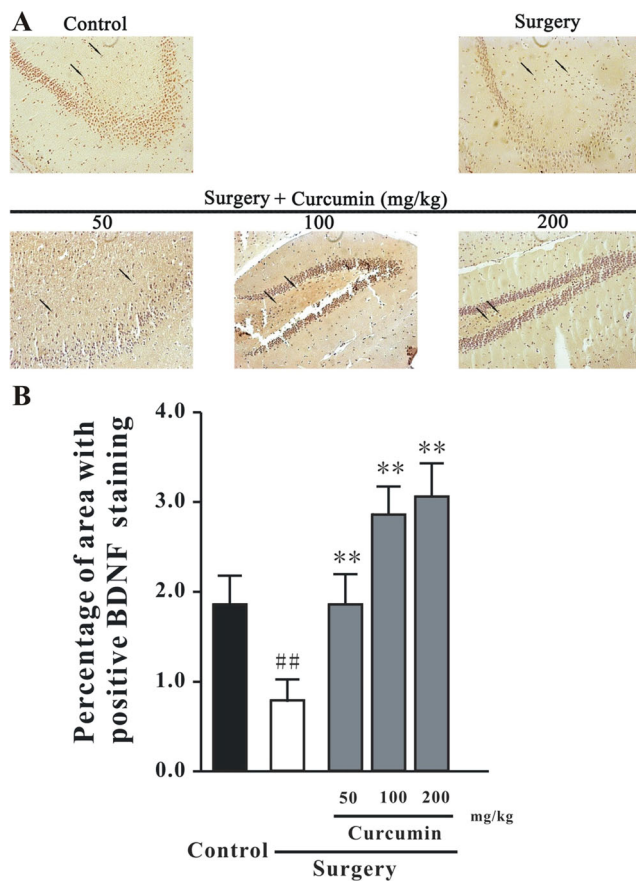 A
Control
Surgery
Surgery + Curcumin (mg/kg)
50 100 200
B
Percentage of area with
positive BDNF staining
4.0
3.0
2.0
1.0
0.0
##
**
**
**
50 100 200 mg/kg
Curcumin
Control
Surgery